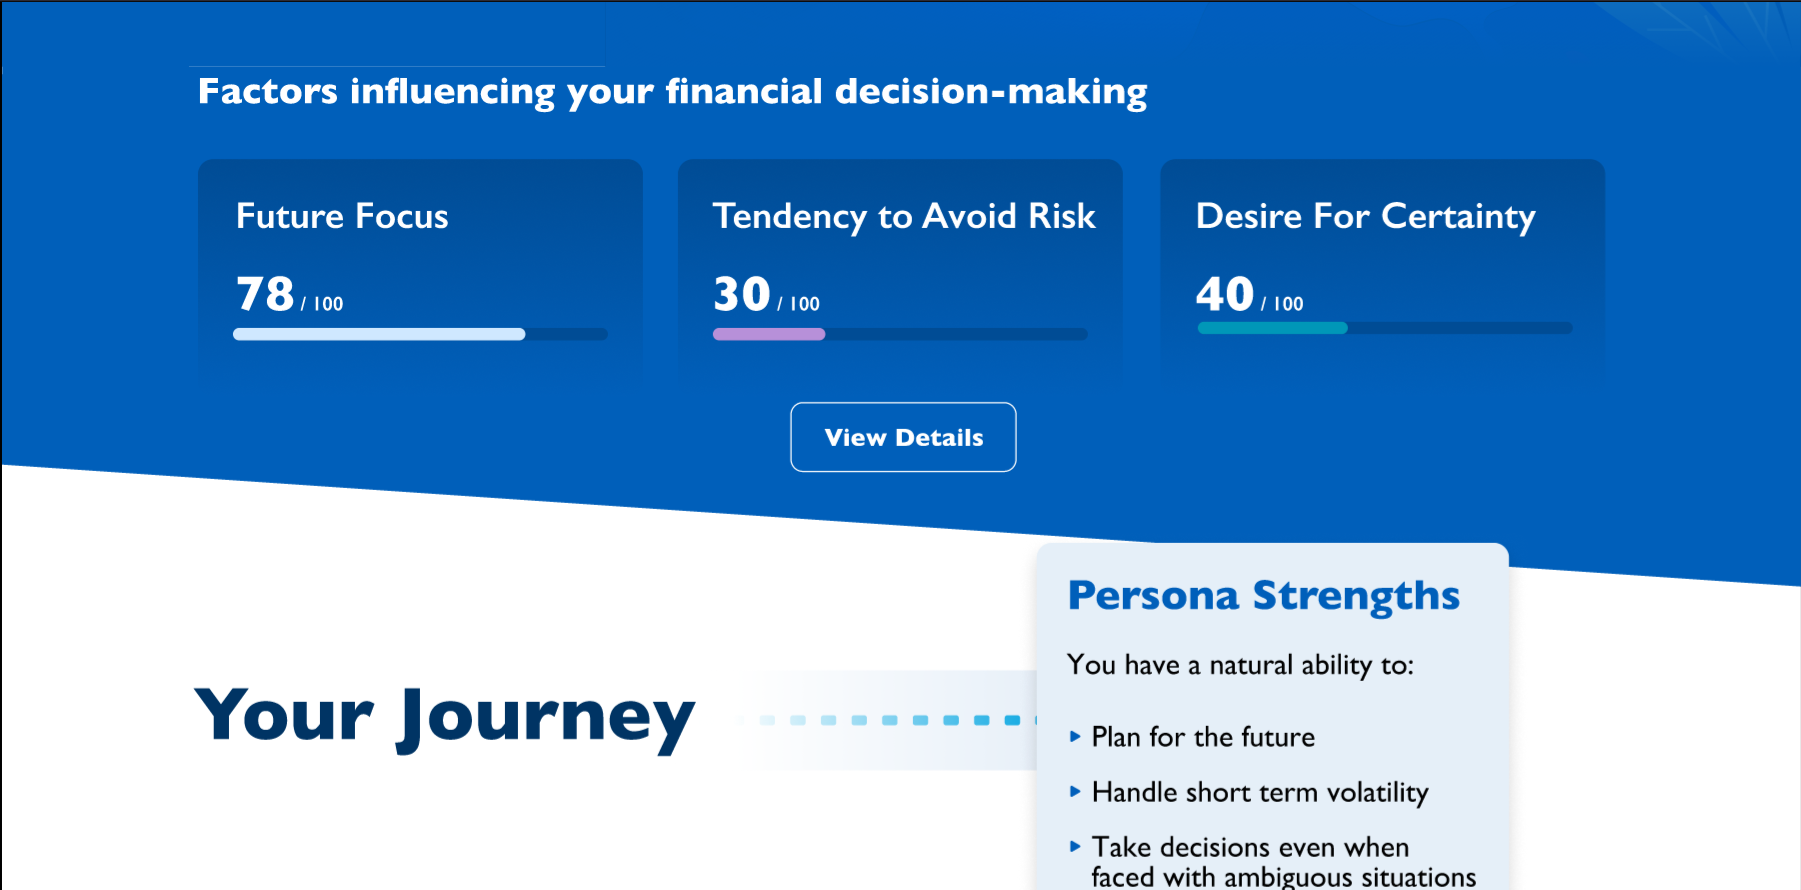 Factors influencing your financial decision-making
Future Focus
78 / 100
Tendency to Avoid Risk
30 / 100
Desire For Certainty
40 / 100
View Details
Your Journey
Persona Strengths
You have a natural ability to:
Plan for the future
Handle short term volatility
Take decisions even when
faced with ambiguous situations